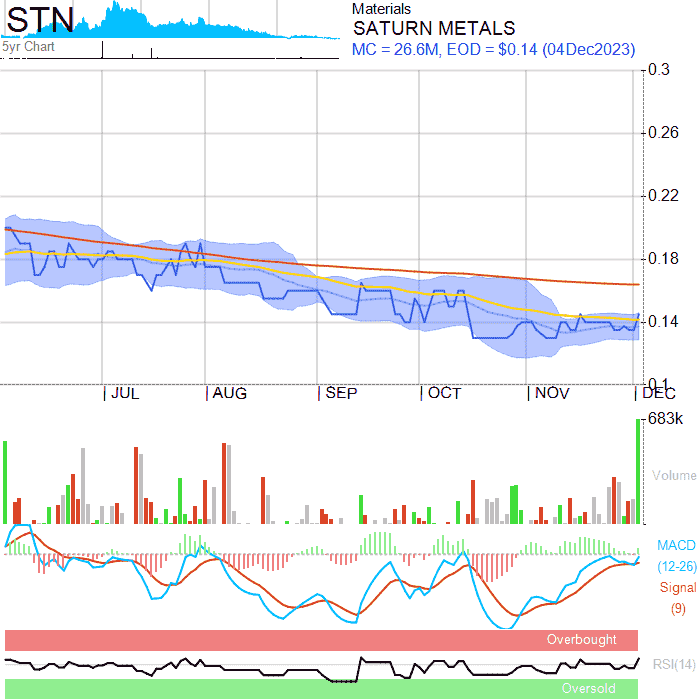 STN
5yr Chart
Materials
SATURN METALS
MC = 26.6M, EOD = $0.14 (04Dec2023)
0.3
0.26
0.22
0.18
0.14
0.1
JUL AUG SEP OCT NOV DEC
683k
Volume
MACD
(12-26)
Signal
(9)
Overbought
RSI(14)
Oversold